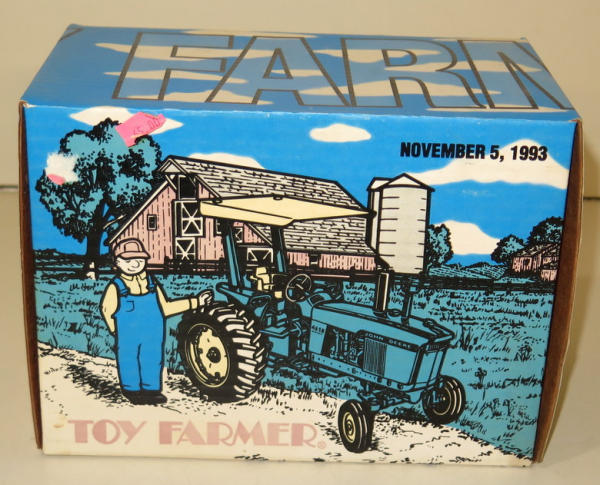 FARM
NOVEMBER 5, 1993
JOHN DEERE
TOY FARMER®